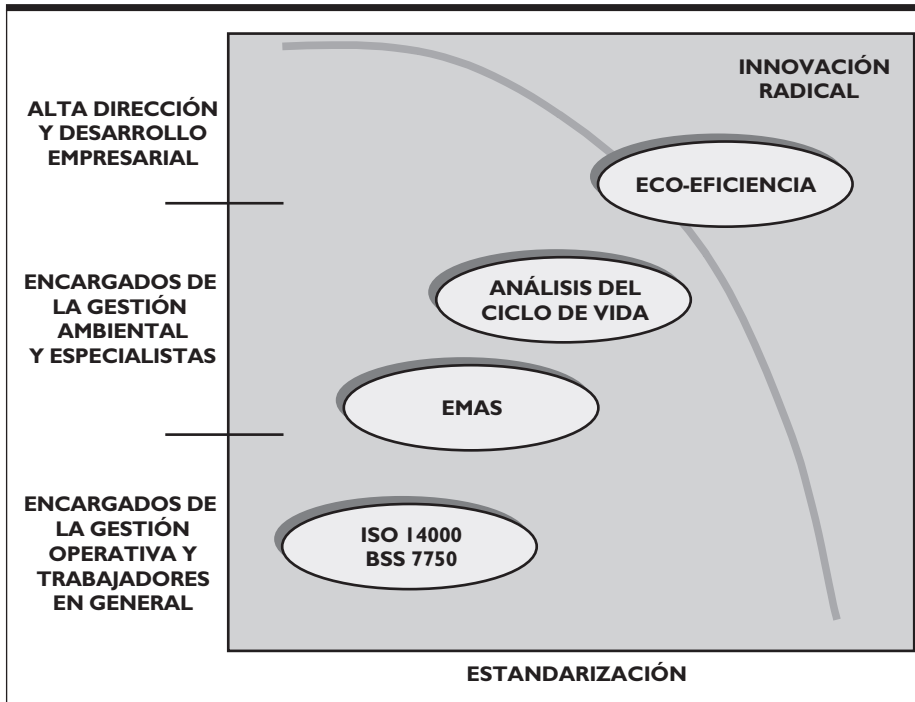 INNOVACIÓN
RADICAL
ALTA DIRECCIÓN
Y DESARROLLO
EMPRESARIAL
ECO-EFICIENCIA
ENCARGADOS DE
LA GESTIÓN
AMBIENTAL
Y ESPECIALISTAS
ANÁLISIS DEL
CICLO DE VIDA
EMAS
ENCARGADOS DE
LA GESTIÓN
OPERATIVA Y
TRABAJADORES
EN GENERAL
ISO 14000
BSS 7750
ESTANDARIZACIÓN